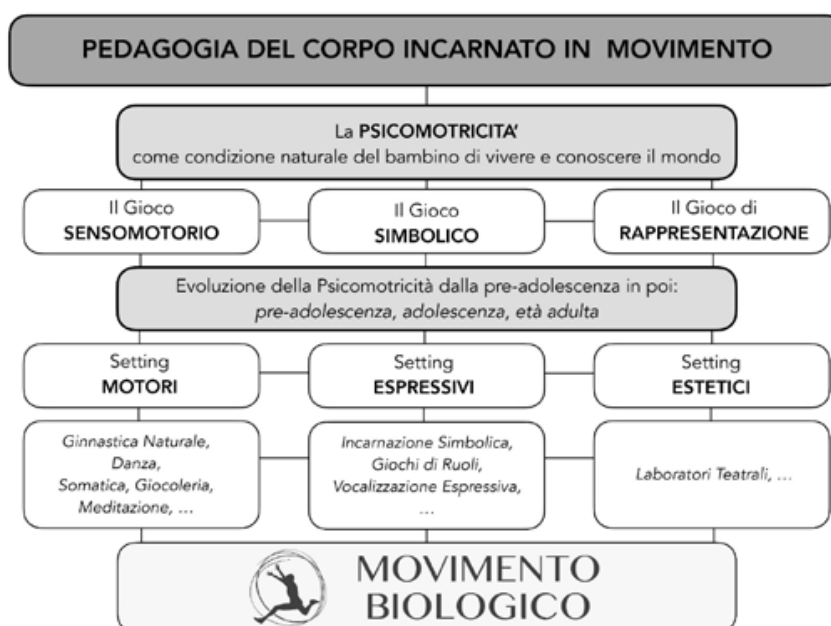 PEDAGOGIA DEL CORPO INCARNATO IN MOVIMENTO
La PSICOMOTRICITA'
come condizione naturale del bambino di vivere e conoscere il mondo
Il Gioco
SENSOMOTORIO
Il Gioco
SIMBOLICO
Il Gioco di
RAPPRESENTAZIONE
Evoluzione della Psicomotricità dalla pre-adolescenza in poi:
pre-adolescenza, adolescenza, età adulta
Setting
MOTORI
Setting
ESPRESSIVI
Setting
ESTETICI
Ginnastica Naturale,
Danza,
Somatica, Giocoleria,
Meditazione, ...
Incarnazione Simbolica,
Giochi di Ruoli,
Vocalizzazione Espressiva,
...
Laboratori Teatrali, ...
MOVIMENTO
BIOLOGICO